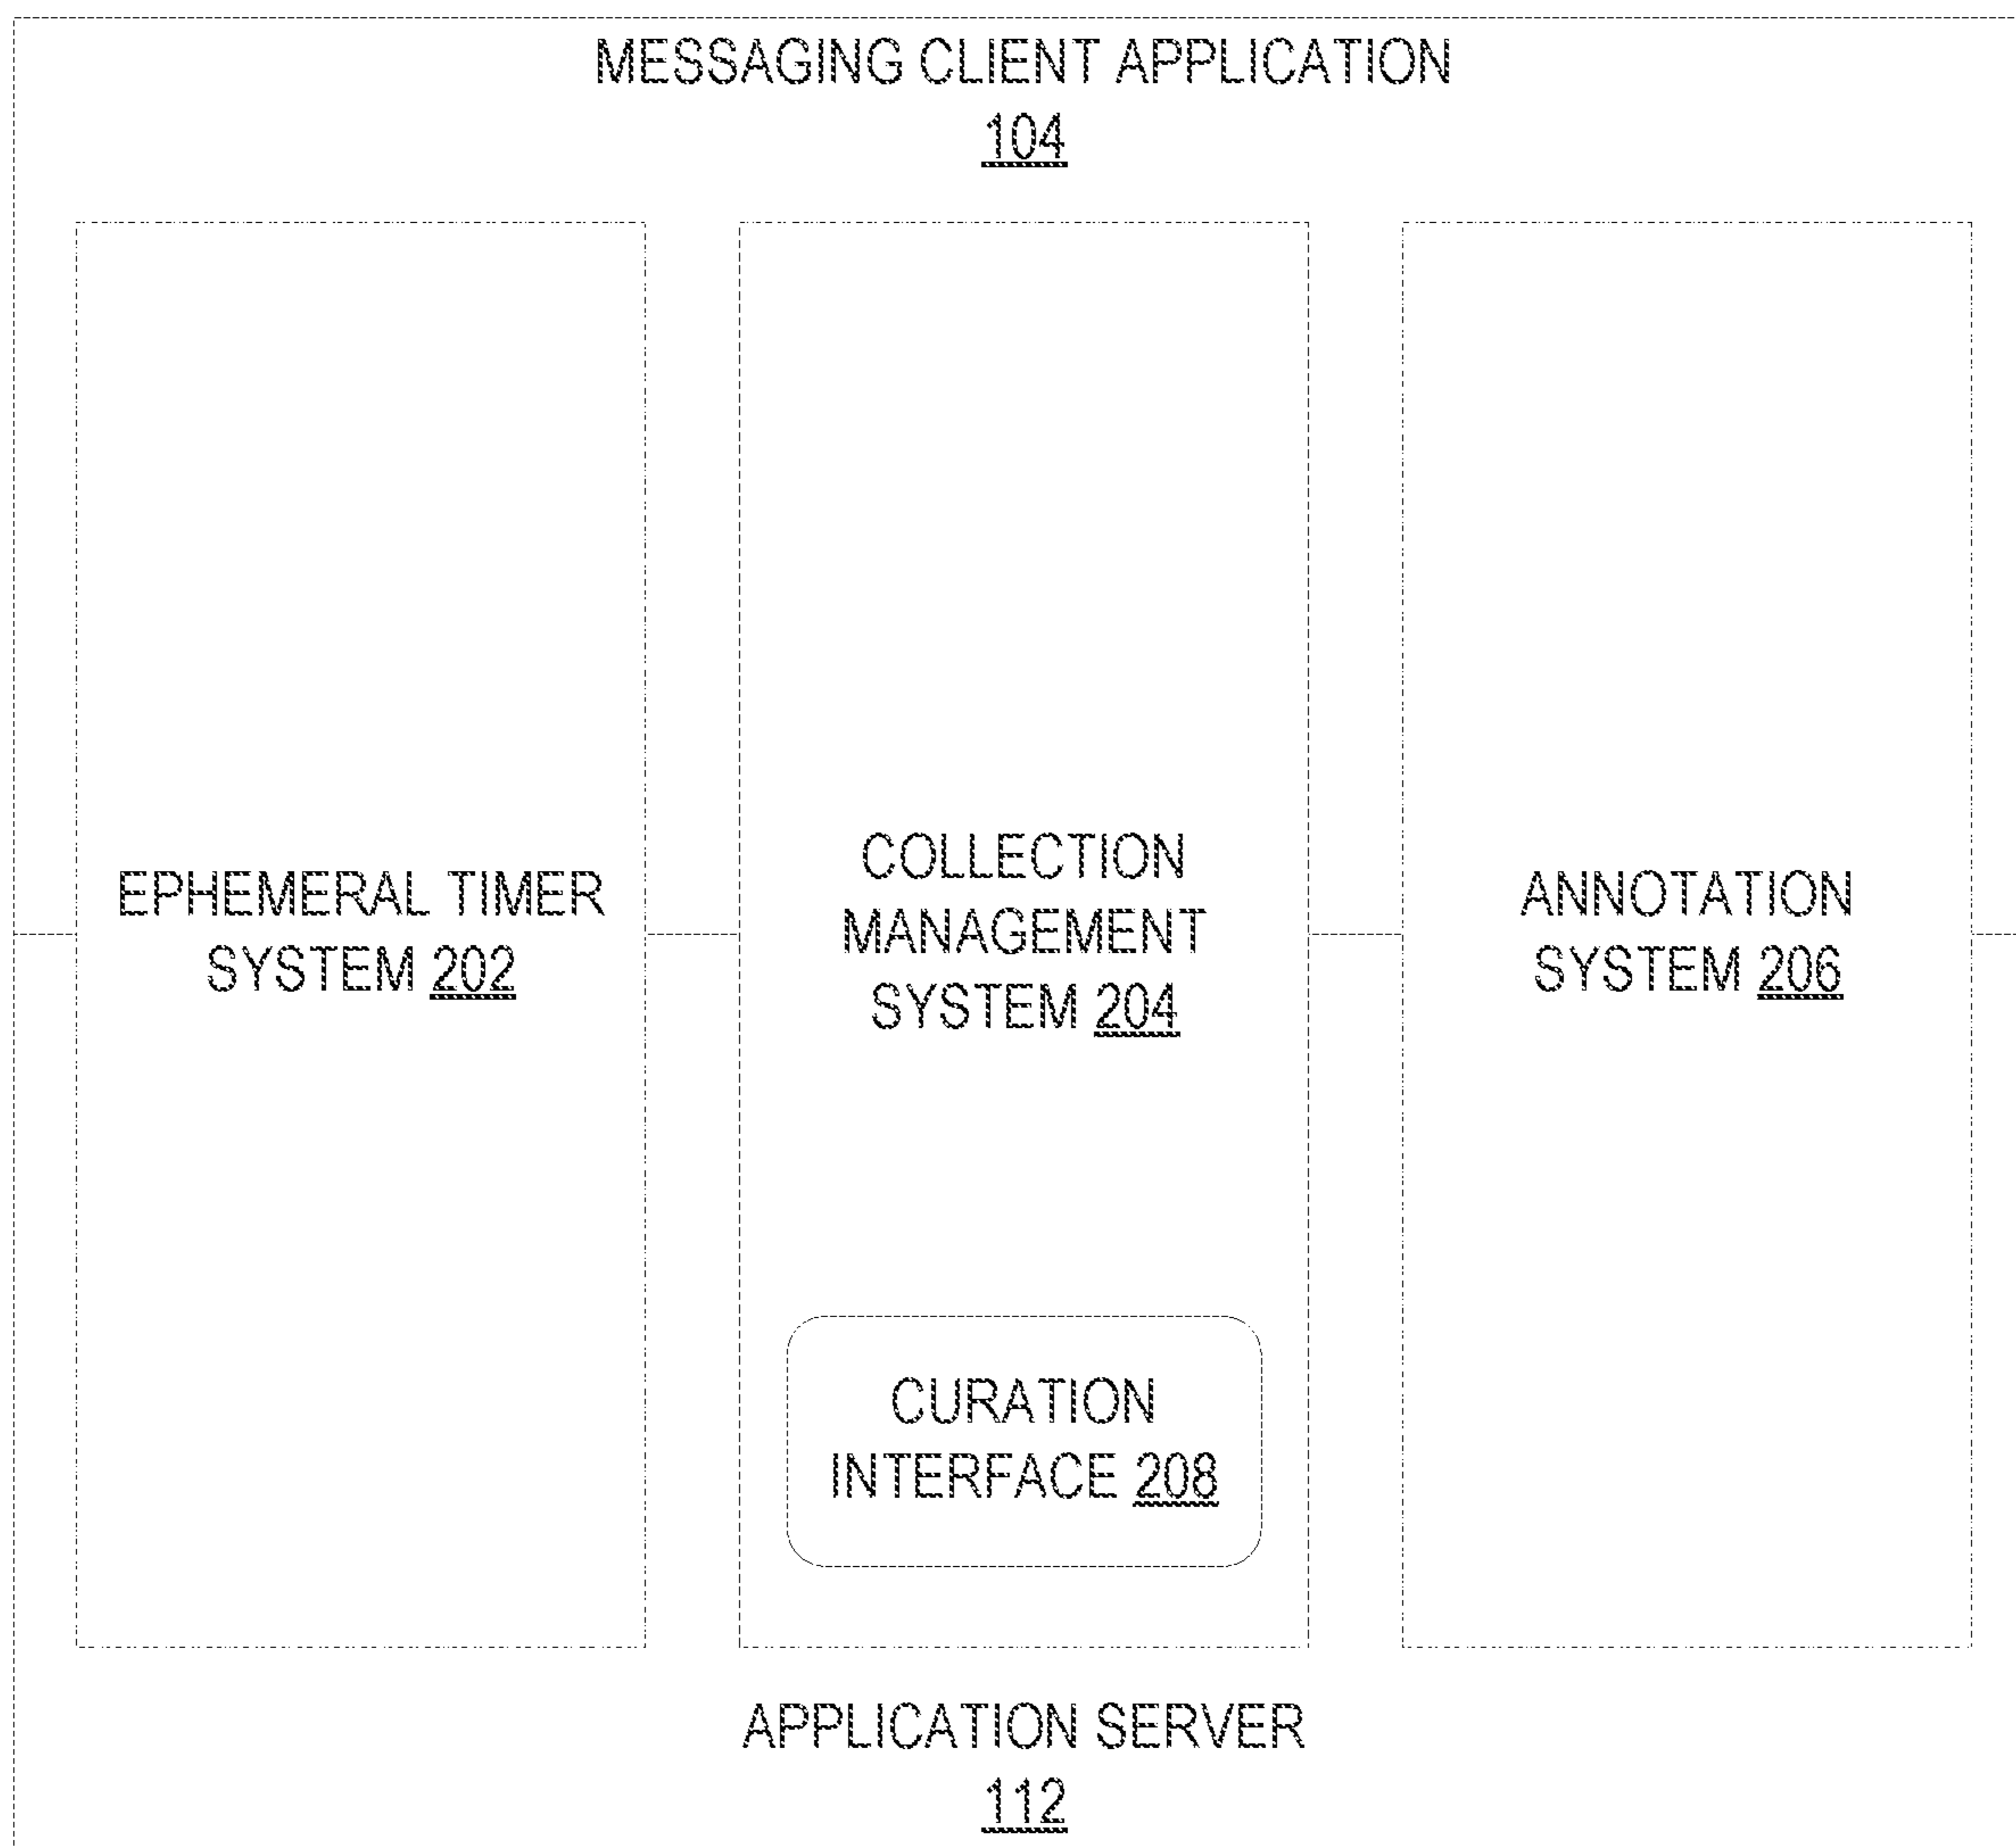 MESSAGING CLIENT APPLICATION
104
EPHEMERAL TIMER
SYSTEM 202
COLLECTION
MANAGEMENT
SYSTEM 204
CURATION
INTERFACE 208
ANNOTATION
SYSTEM 206
APPLICATION SERVER
112